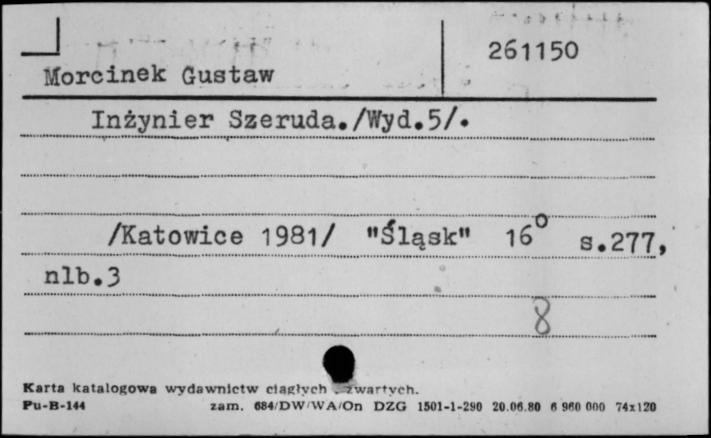 261150
Morcinek Gustaw
Inżynier Szeruda./Wyd.5/.
/Katowice 1981/ "Śląsk" 16° s.277,
nlb.3
8
Karta katalogowa wydawnictw ciągłych zwartych.
Pu-B-144 zam. 684/DW/WA/On DZG 1501-1-290 20.06.80 6 960 000 74x120